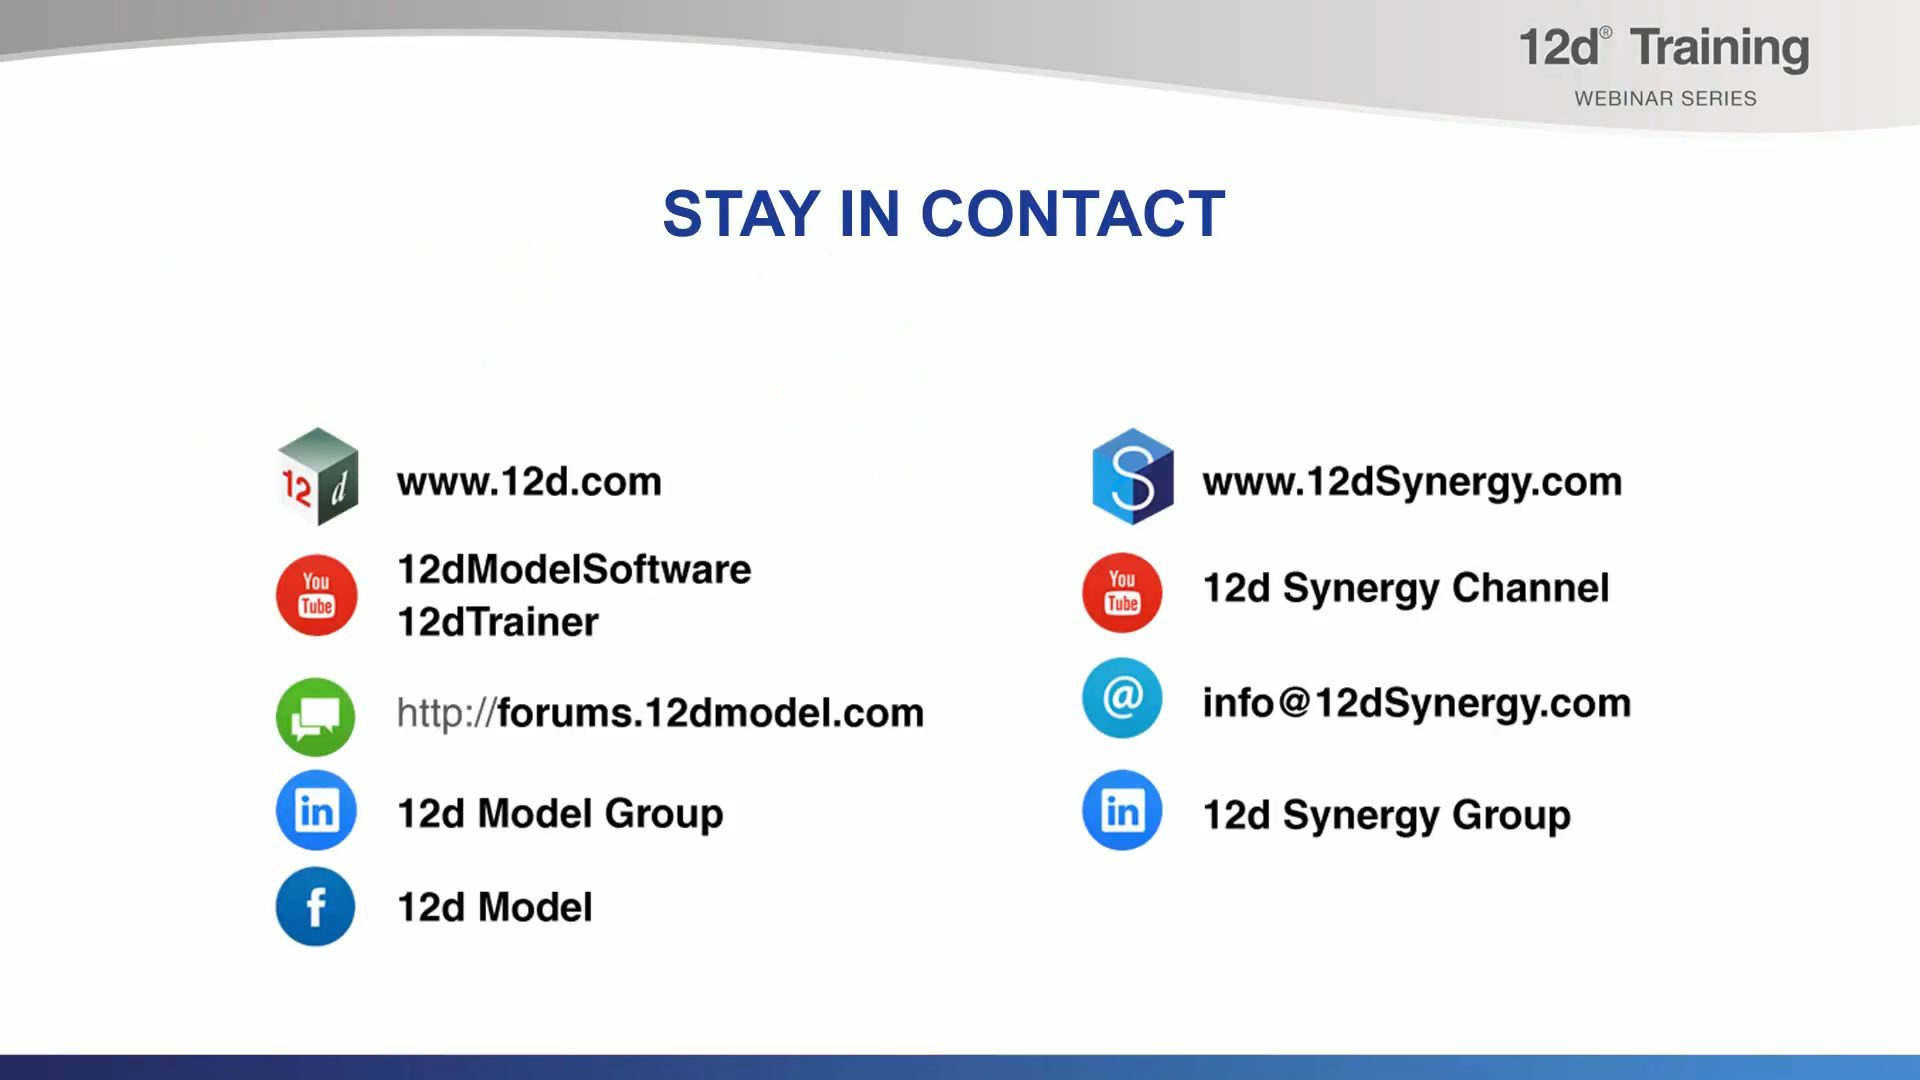 12d® Training
WEBINAR SERIES
STAY IN CONTACT
12 d
www.12d.com
You
Tube
12dModelSoftware
12dTrainer
http://forums.12dmodel.com
in
12d Model Group
f
12d Model
S
www.12dSynergy.com
You
Tube
12d Synergy Channel
@
info@12dSynergy.com
in
12d Synergy Group